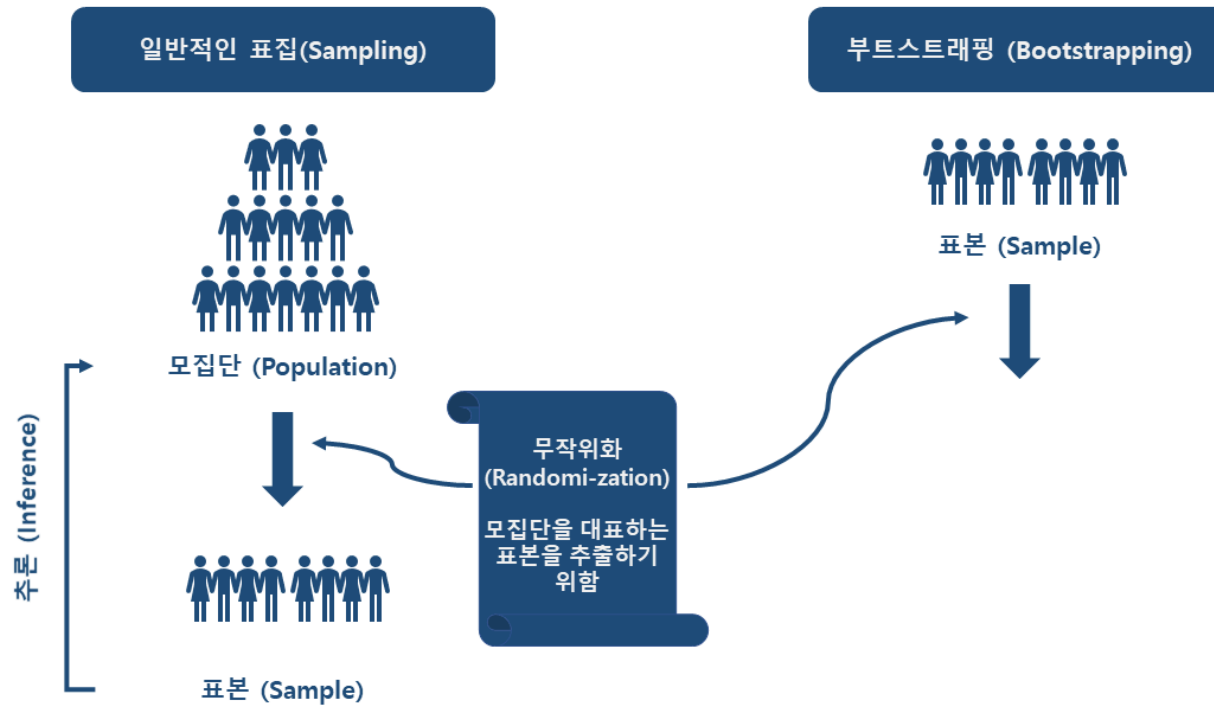 일반적인 표집(Sampling)
부트스트래핑 (Bootstrapping)
표본 (Sample)
모집단 (Population)
무작위화
(Randomi-zation)
모집단을 대표하는
표본을 추출하기
위함
추론 (Inference)
표본 (Sample)